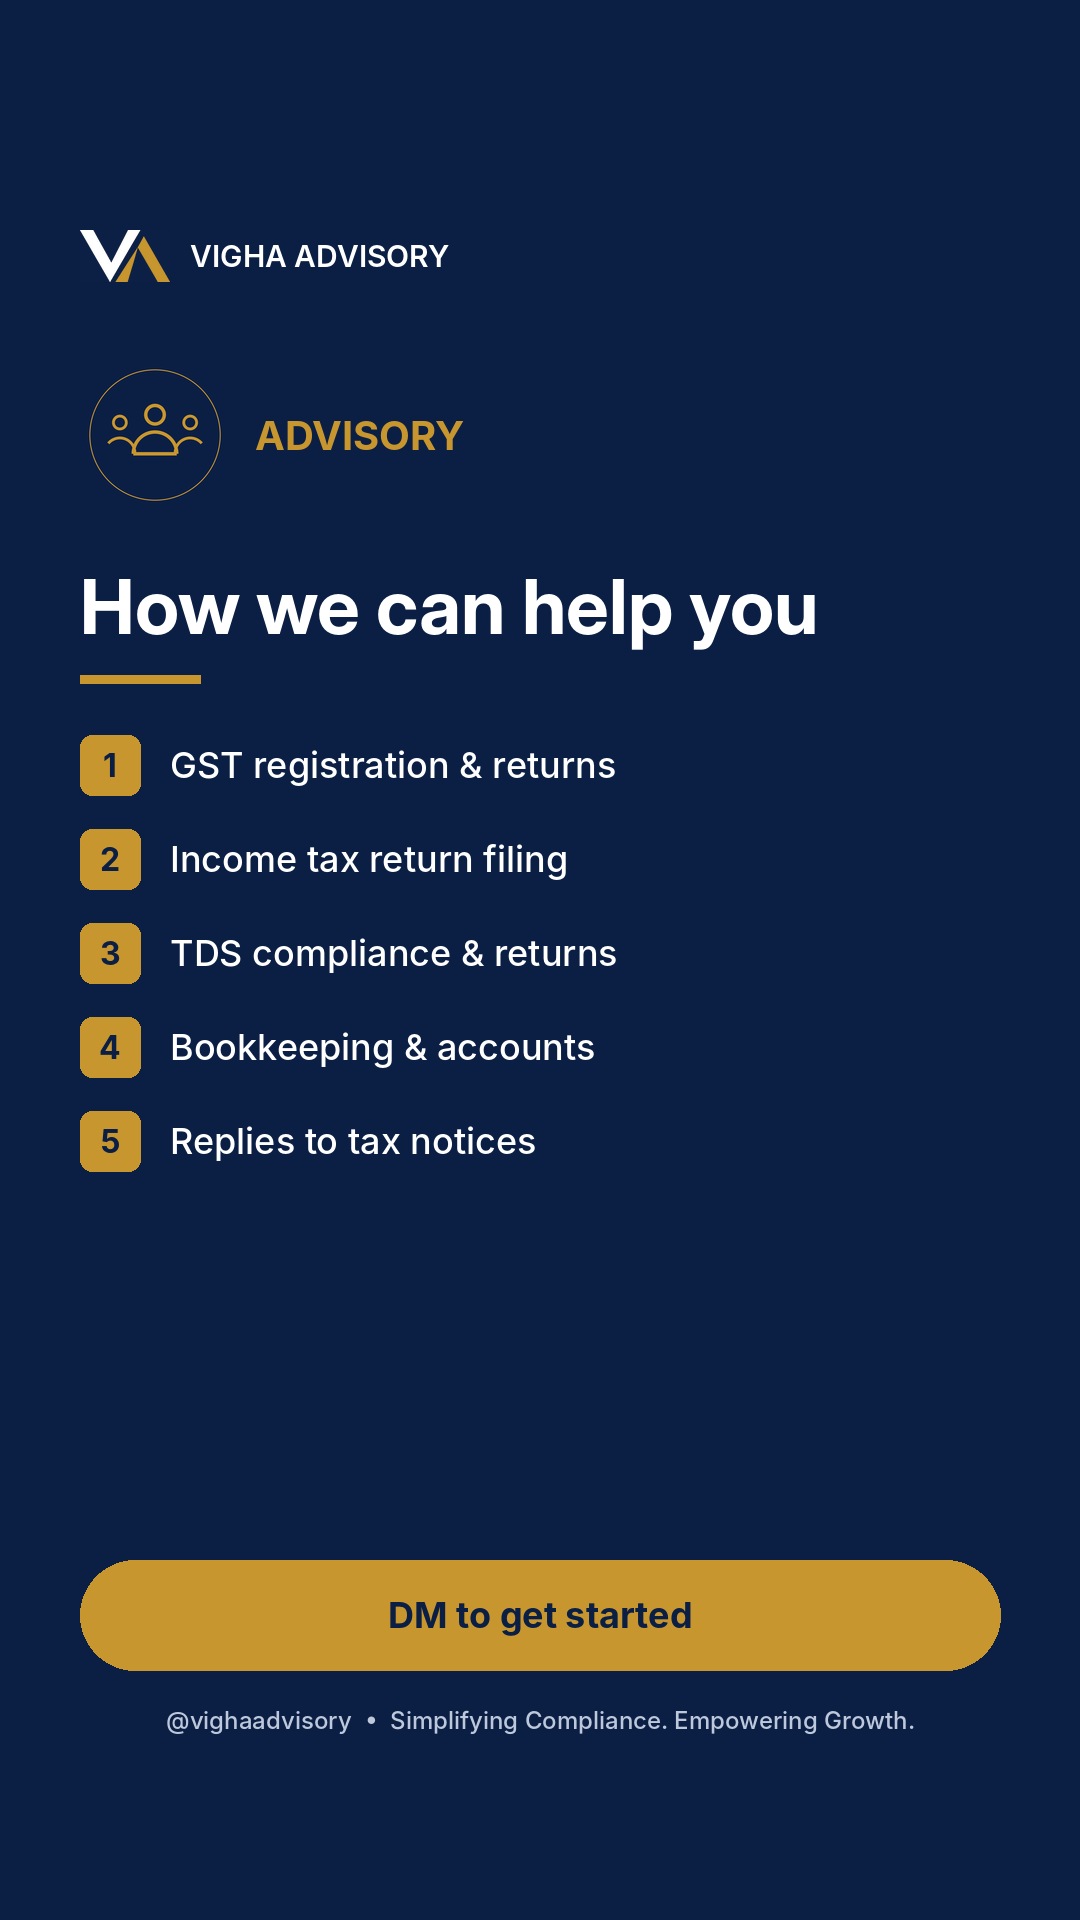 VA VIGHA ADVISORY
ADVISORY
How we can help you
1 GST registration & returns
2 Income tax return filing
3 TDS compliance & returns
4 Bookkeeping & accounts
5 Replies to tax notices
DM to get started
@vighaadvisory • Simplifying Compliance. Empowering Growth.